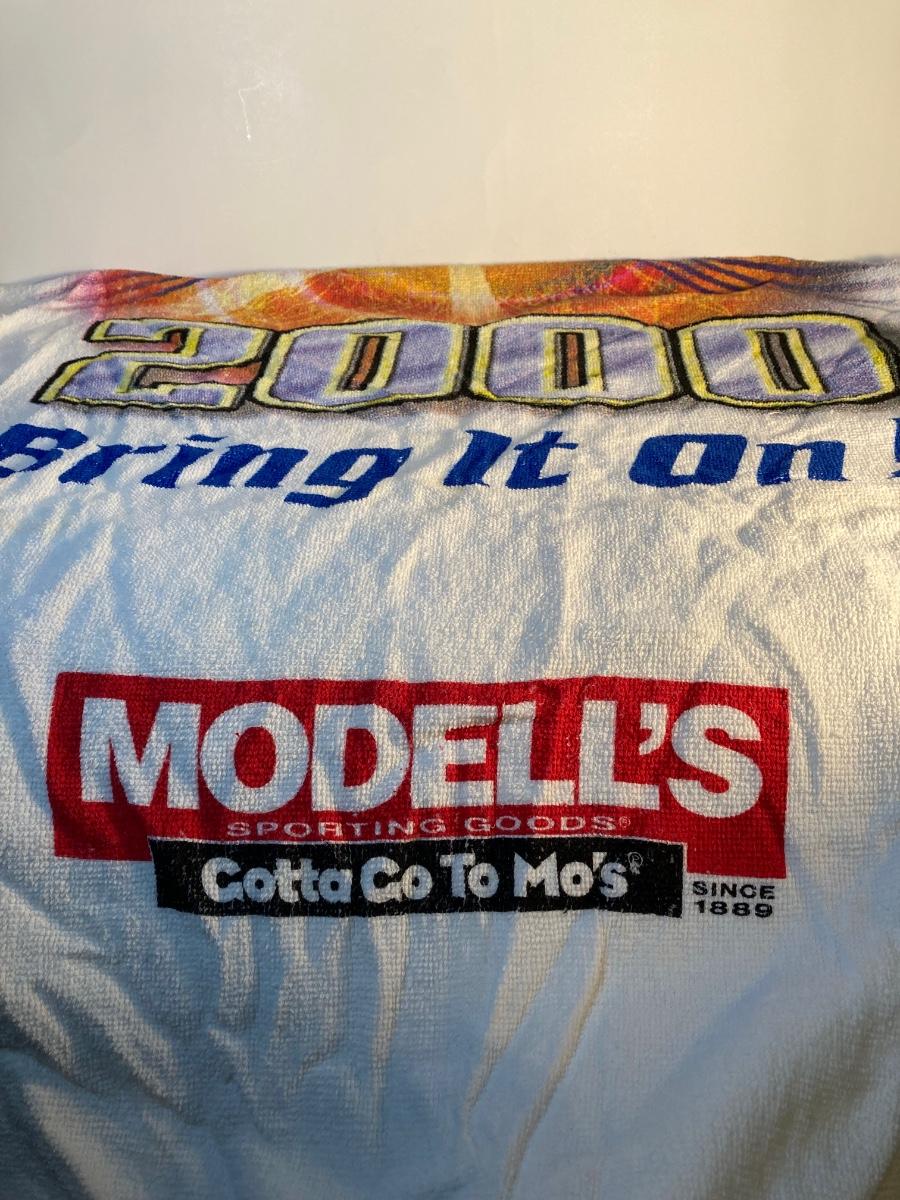 2000
Bring It On!
MODELL'S
SPORTING GOODS®
Gotta Go To Mo's®
SINCE
1889